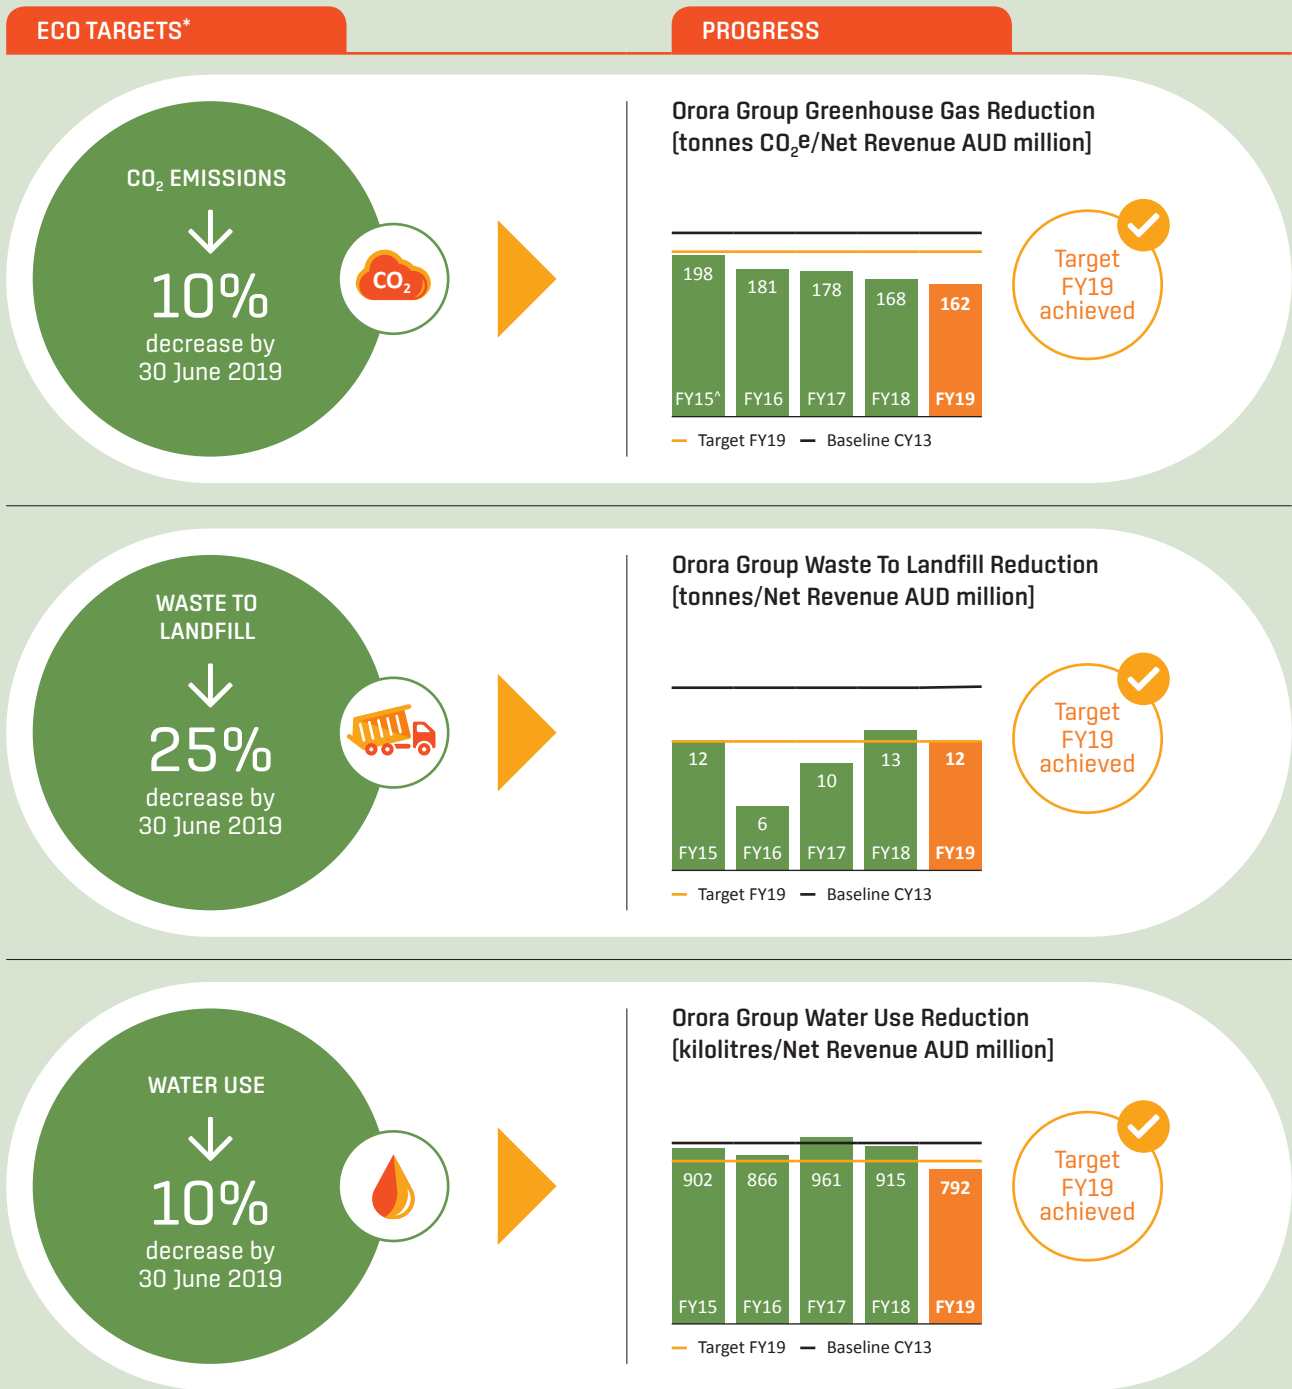 ECO TARGETS*
PROGRESS
CO₂ EMISSIONS
10%
decrease by
30 June 2019
CO₂
Orora Group Greenhouse Gas Reduction
(tonnes CO₂e/Net Revenue AUD million)
198
181
178
168
162
FY15^
FY16
FY17
FY18
FY19
Target FY19
Baseline CY13
Target
FY19
achieved
WASTE TO
LANDFILL
25%
decrease by
30 June 2019
Orora Group Waste To Landfill Reduction
(tonnes/Net Revenue AUD million)
12
6
10
13
12
FY15
FY16
FY17
FY18
FY19
Target FY19
Baseline CY13
Target
FY19
achieved
WATER USE
10%
decrease by
30 June 2019
Orora Group Water Use Reduction
(kilolitres/Net Revenue AUD million)
902
866
961
915
792
FY15
FY16
FY17
FY18
FY19
Target FY19
Baseline CY13
Target
FY19
achieved